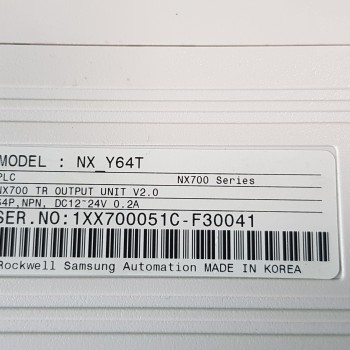 MODEL : NX_Y64T
PLC NX700 Series
NX700 TR OUTPUT UNIT V2.0
64P,NPN, DC12~24V 0.2A
SER.NO:1XX700051C-F30041
Rockwell Samsung Automation MADE IN KOREA